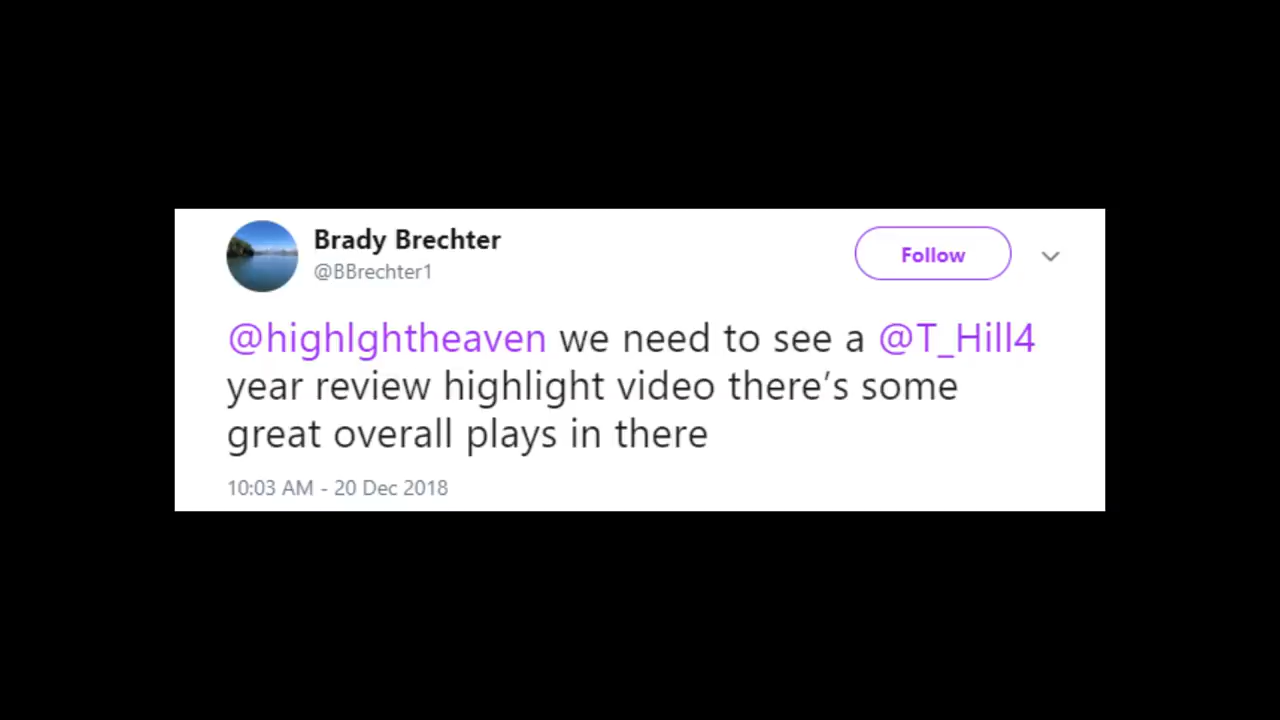 Brady Brechter
@BBrechter1
Follow
@highlghtheaven we need to see a @T_Hill4
year review highlight video there’s some
great overall plays in there
10:03 AM - 20 Dec 2018